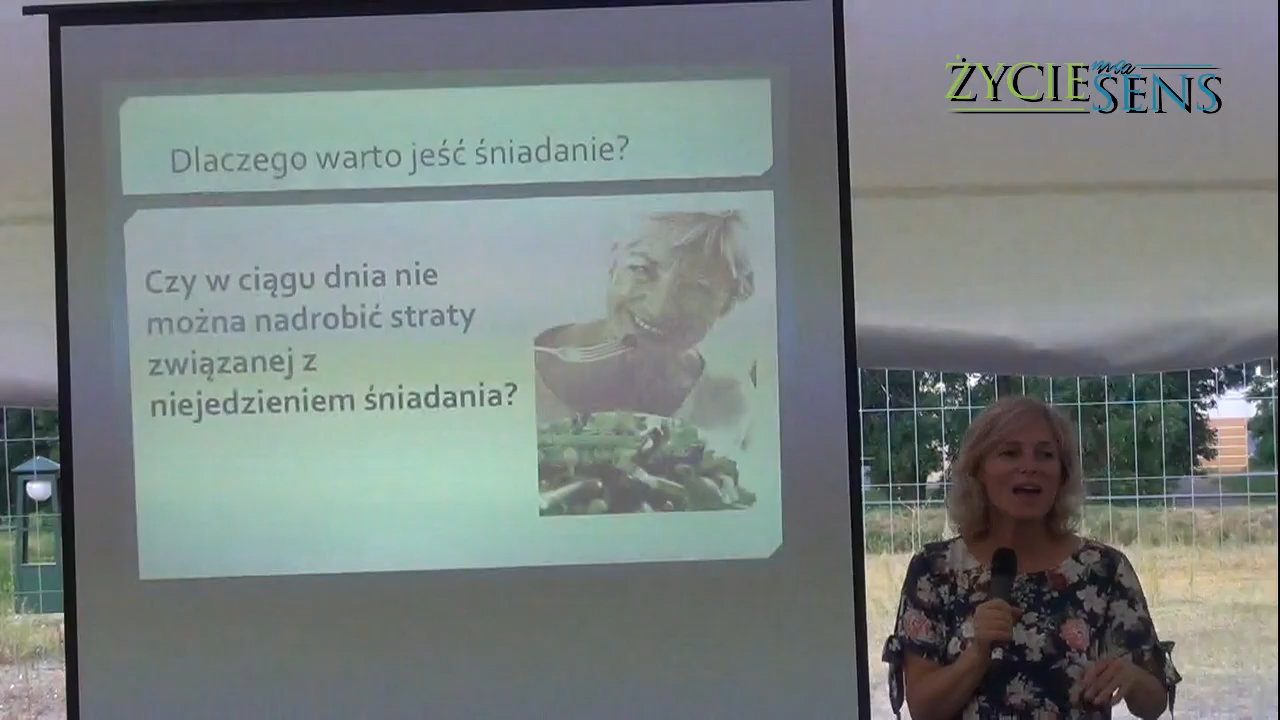 ŻYCIE ma SENS
Dlaczego warto jeść śniadanie?
Czy w ciągu dnia nie
można nadrobić straty
związanej z
niejedzieniem śniadania?